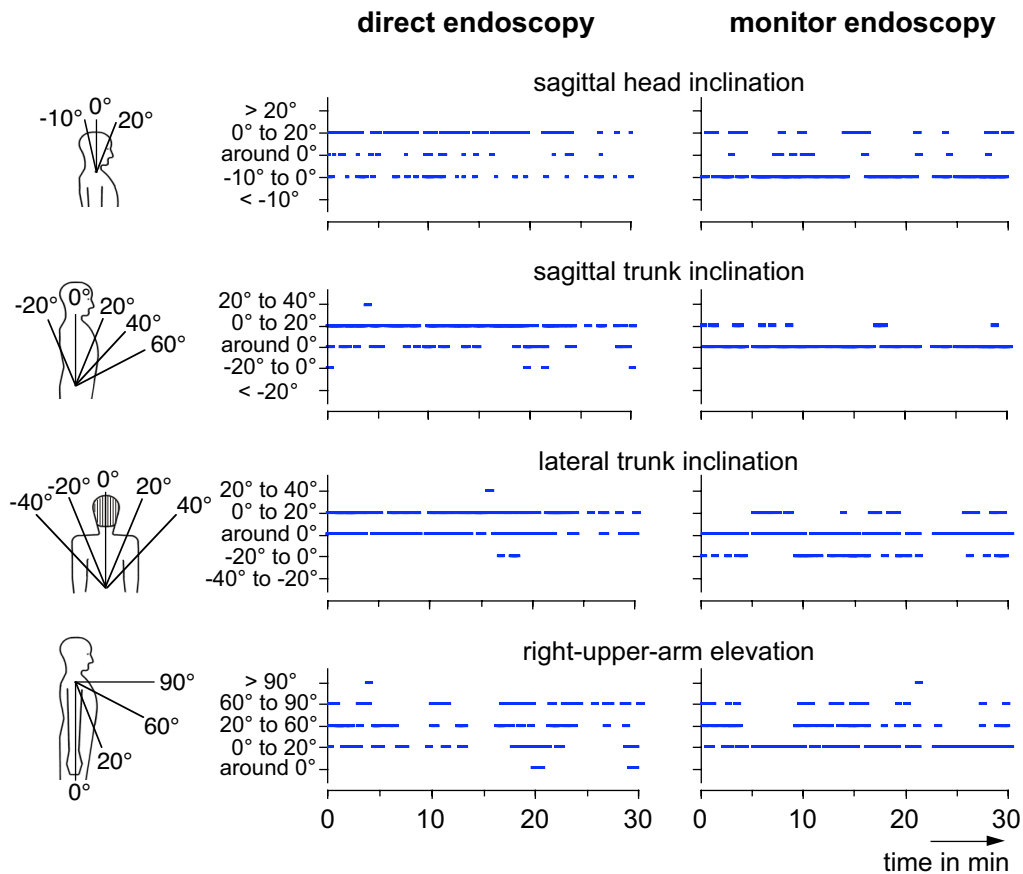 direct endoscopy monitor endoscopy
sagittal head inclination
-10° 0° 20°
> 20°
0° to 20°
around 0°
-10° to 0°
< -10°
sagittal trunk inclination
-20° 0° 20° 40° 60°
20° to 40°
0° to 20°
around 0°
-20° to 0°
< -20°
lateral trunk inclination
-40° -20° 0° 20° 40°
20° to 40°
0° to 20°
around 0°
-20° to 0°
-40° to -20°
right-upper-arm elevation
90°
60°
20°
0°
> 90°
60° to 90°
20° to 60°
0° to 20°
around 0°
0 10 20 30 0 10 20 30
time in min